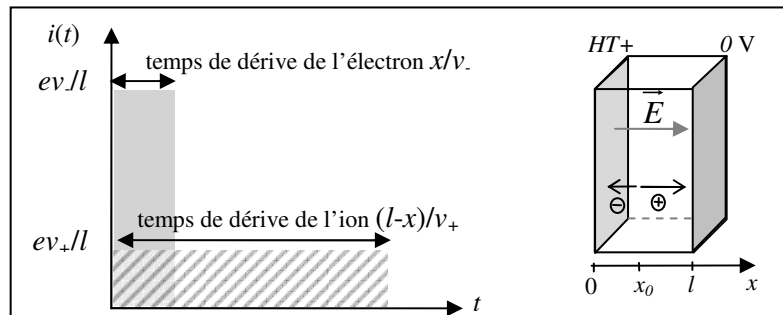 i(t)
temps de dérive de l'électron x/v-
ev-/l
temps de dérive de l'ion (l-x)/v+
ev+/l
t
HT+ 0 V
E
⊖ ⊕
0 x0 l x